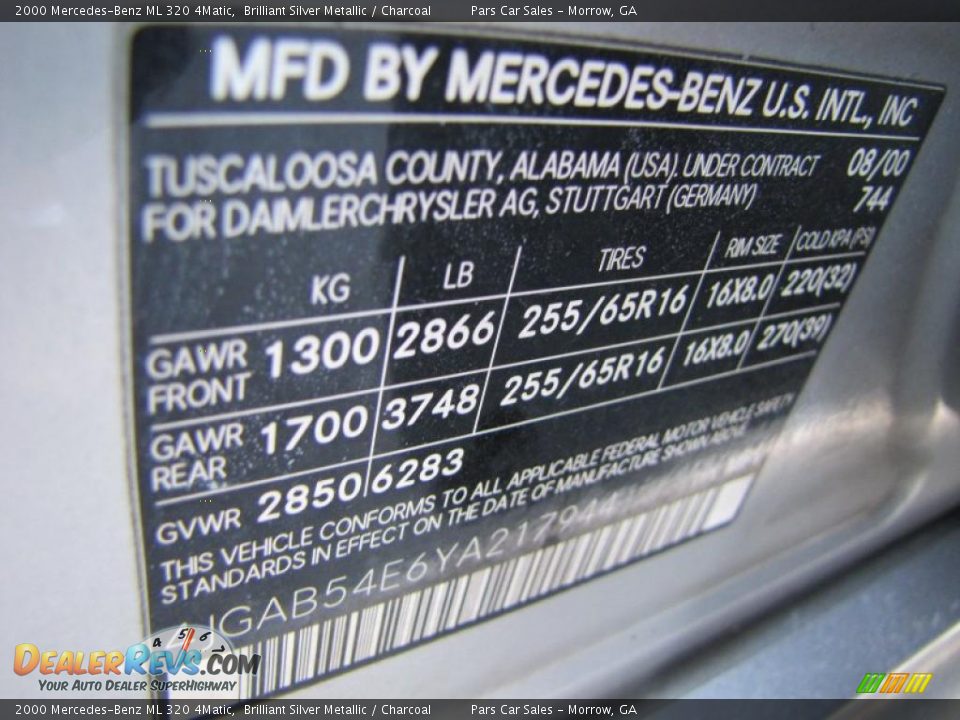 2000 Mercedes-Benz ML 320 4Matic, Brilliant Silver Metallic / Charcoal Pars Car Sales - Morrow, GA
MFD BY MERCEDES-BENZ U.S. INTL., INC
TUSCALOOSA COUNTY, ALABAMA (USA). UNDER CONTRACT 08/00
FOR DAIMLERCHRYSLER AG, STUTTGART (GERMANY) 744
KG LB TIRES RIM SIZE COLD KPA (PSI)
GAWR FRONT 1300 2866 255/65R16 16X8.0 220(32)
GAWR REAR 1700 3748 255/65R16 16X8.0 270(39)
GVWR 2850 6283
THIS VEHICLE CONFORMS TO ALL APPLICABLE FEDERAL MOTOR VEHICLE SAFETY
STANDARDS IN EFFECT ON THE DATE OF MANUFACTURE SHOWN ABOVE
JGAB54E6YA217944
4 5 6 7
DEALERREVS.COM
YOUR AUTO DEALER SUPERHIGHWAY
2000 Mercedes-Benz ML 320 4Matic, Brilliant Silver Metallic / Charcoal Pars Car Sales - Morrow, GA